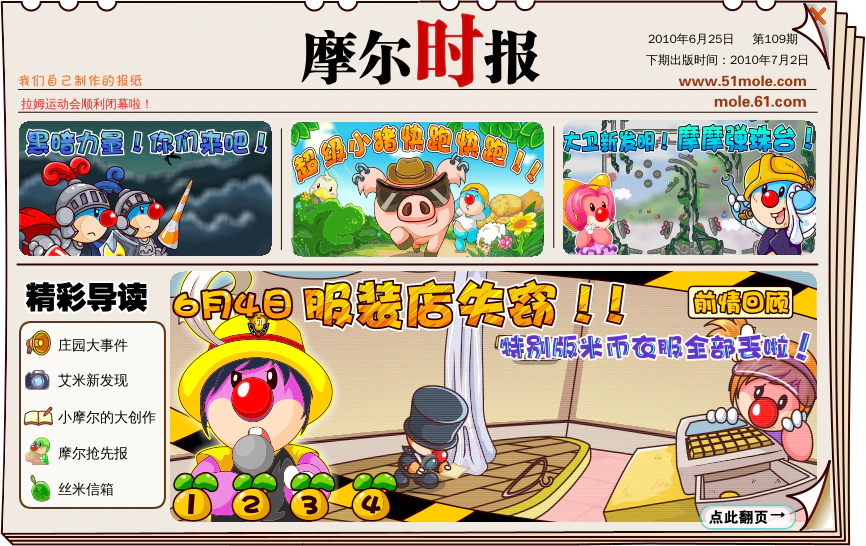 摩尔时报
2010年6月25日 第109期
下期出版时间：2010年7月2日
我们自己制作的报纸
www.51mole.com
拉姆运动会顺利闭幕啦！
mole.61.com
黑暗力量！你们来吧！
超级小猪快跑快跑！！
大卫新发明！摩摩弹珠台！
精彩导读
庄园大事件
艾米新发现
小摩尔的大创作
摩尔抢先报
丝米信箱
6月4日 服装店失窃！！
前情回顾
特别版米币衣服全部丢啦！
1 2 3 4
点此翻页→